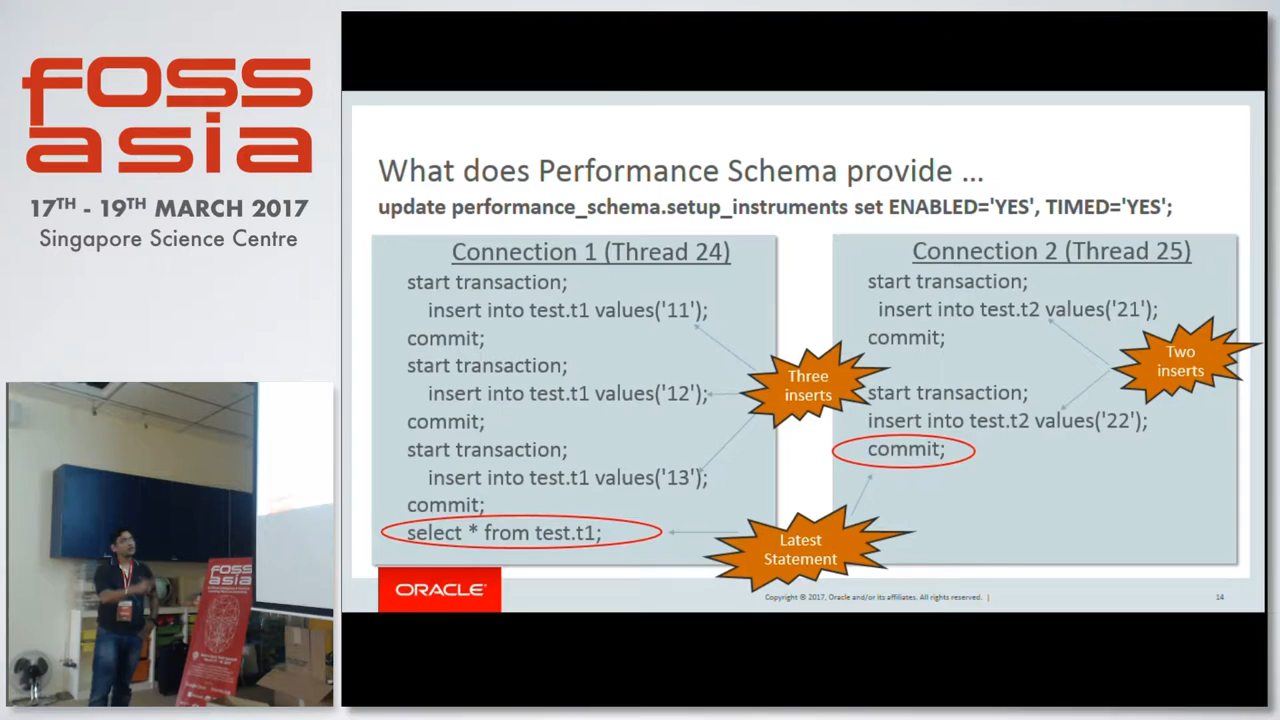 FOSS
asia
17TH - 19TH MARCH 2017
Singapore Science Centre
What does Performance Schema provide ...
update performance_schema.setup_instruments set ENABLED='YES', TIMED='YES';
Connection 1 (Thread 24)
start transaction;
insert into test.t1 values('11');
commit;
start transaction;
insert into test.t1 values('12');
commit;
start transaction;
insert into test.t1 values('13');
commit;
select * from test.t1;
Three
inserts
Connection 2 (Thread 25)
start transaction;
insert into test.t2 values('21');
commit;
start transaction;
insert into test.t2 values('22');
commit;
Two
inserts
Latest
Statement
ORACLE®
Copyright © 2017, Oracle and/or its affiliates. All rights reserved. |
14
FOSS
asia